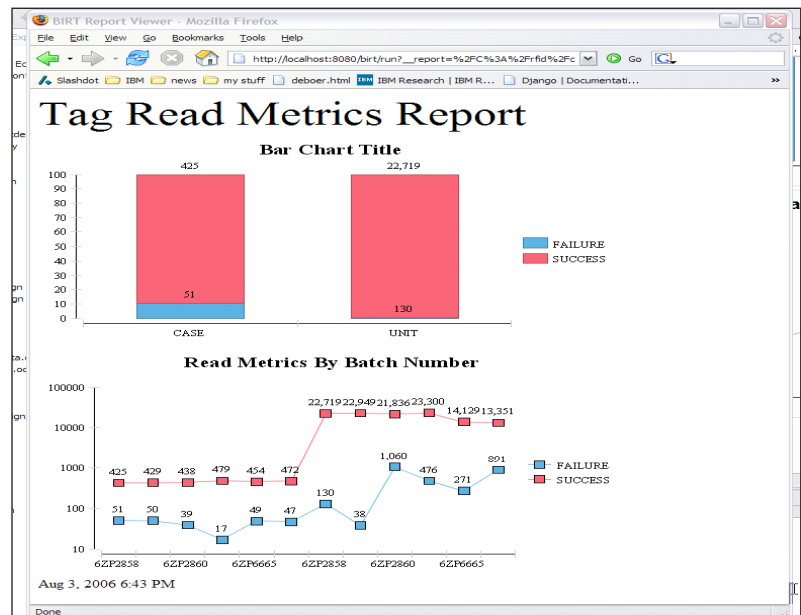 BIRT Report Viewer - Mozilla Firefox
File Edit View Go Bookmarks Tools Help
http://localhost:8080/birt/run?__report=%2FC%3A%2Frfid%2Fc
Go
Slashdot IBM news my stuff deboer.html IBM IBM Research | IBM R... Django | Documentati... »
Tag Read Metrics Report
Bar Chart Title
425 22,719
100
90
80
70
60
50
40
30
20
10
0
51 130
CASE UNIT
FAILURE
SUCCESS
Read Metrics By Batch Number
100000
10000
1000
100
10
22,719 22,949 21,836 23,300 14,129 13,351
425 429 438 479 454 472
1,060 476 271 891
51 50 39 17 49 47 130 38
FAILURE
SUCCESS
6ZP2858 6ZP2860 6ZP6665 6ZP2858 6ZP2860 6ZP6665
Aug 3, 2006 6:43 PM
Done